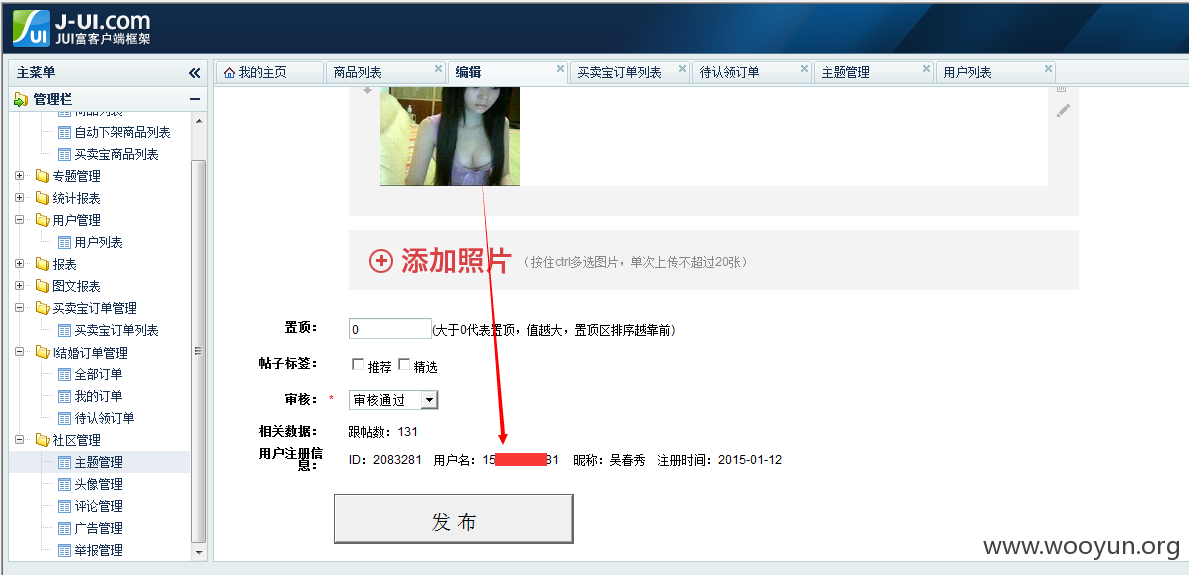 J-UI.com
JUI富客户端框架
主菜单
管理栏
商品列表
自动下架商品列表
买卖宝商品列表
专题管理
统计报表
用户管理
用户列表
报表
图文报表
买卖宝订单管理
买卖宝订单列表
I结婚订单管理
全部订单
我的订单
待认领订单
社区管理
主题管理
头像管理
评论管理
广告管理
举报管理
我的主页 商品列表 编辑 买卖宝订单列表 待认领订单 主题管理 用户列表
添加照片 （按住ctrl多选图片，单次上传不超过20张）
置顶： 0 (大于0代表置顶，值越大，置顶区排序越靠前)
帖子标签： 推荐 精选
审核： * 审核通过
相关数据： 跟帖数：131
用户注册信息： ID：2083281 用户名：15 31 昵称：吴春秀 注册时间：2015-01-12
发 布
www.wooyun.org